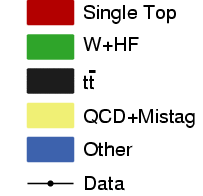 Single Top
W+HF
tt̄
QCD+Mistag
Other
Data